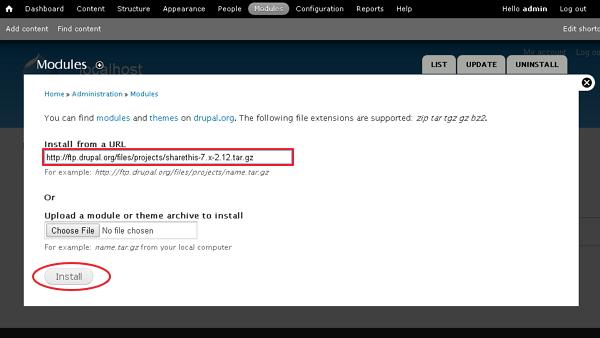 Dashboard Content Structure Appearance People Modules Configuration Reports Help Hello admin Log out
Add content Find content Edit shortc
My account Log ou
Modules
localhost
LIST UPDATE UNINSTALL
Home » Administration » Modules
You can find modules and themes on drupal.org. The following file extensions are supported: zip tar tgz gz bz2.
Install from a URL
http://ftp.drupal.org/files/projects/sharethis-7.x-2.12.tar.gz
For example: http://ftp.drupal.org/files/projects/name.tar.gz
Or
Upload a module or theme archive to install
Choose File No file chosen
For example: name.tar.gz from your local computer
Install